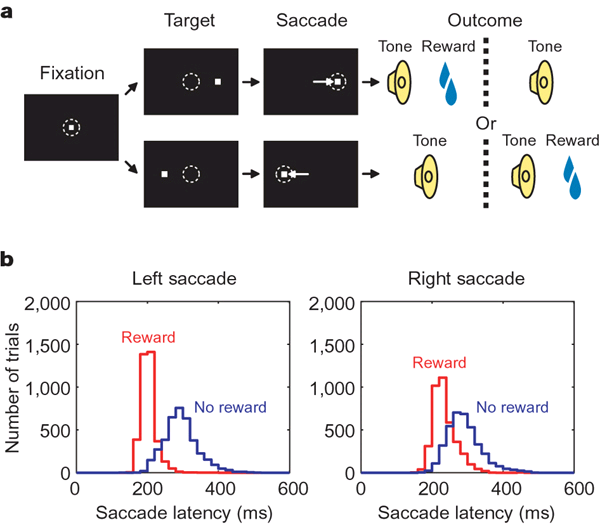 a
Target Saccade Outcome
Fixation
Tone Reward Tone
Or
Tone Tone Reward
b
Left saccade Right saccade
Number of trials
2,000
1,500
1,000
500
0
Reward
No reward
0 200 400 600
Saccade latency (ms)
2,000
1,500
1,000
500
0
Reward
No reward
0 200 400 600
Saccade latency (ms)